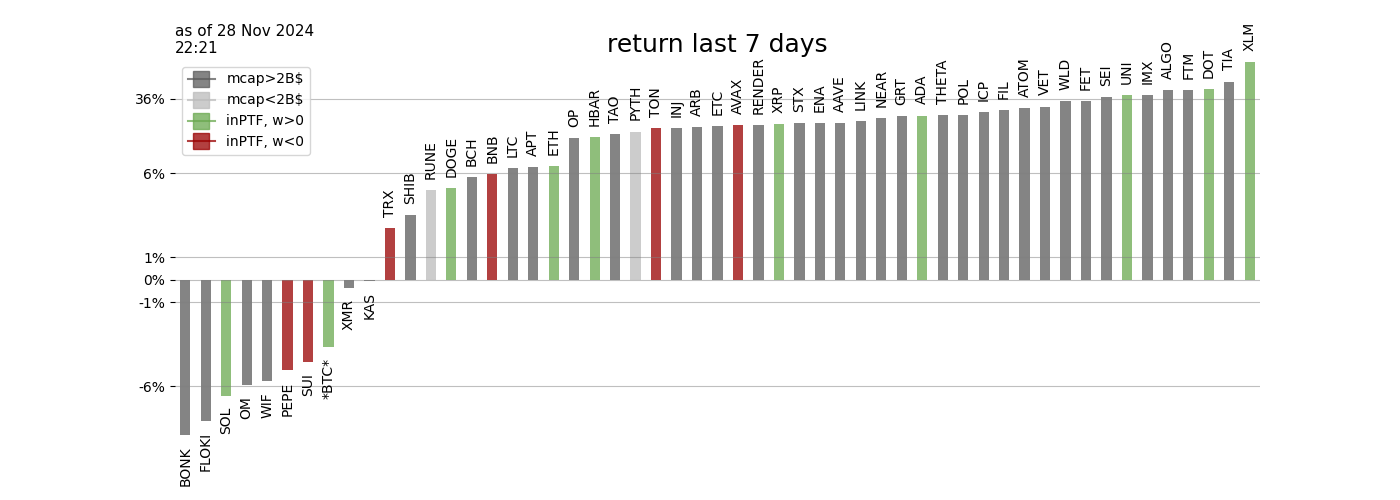 as of 28 Nov 2024
22:21
return last 7 days
mcap>2B$
mcap<2B$
inPTF, w>0
inPTF, w<0
36%
6%
1%
0%
-1%
-6%
BONK
FLOKI
SOL
OM
WIF
PEPE
SUI
*BTC*
XMR
KAS
TRX
SHIB
RUNE
DOGE
BCH
BNB
LTC
APT
ETH
OP
HBAR
TAO
PYTH
TON
INJ
ARB
ETC
AVAX
RENDER
XRP
STX
ENA
AAVE
LINK
NEAR
GRT
ADA
THETA
POL
ICP
FIL
ATOM
VET
WLD
FET
SEI
UNI
IMX
ALGO
FTM
DOT
TIA
XLM